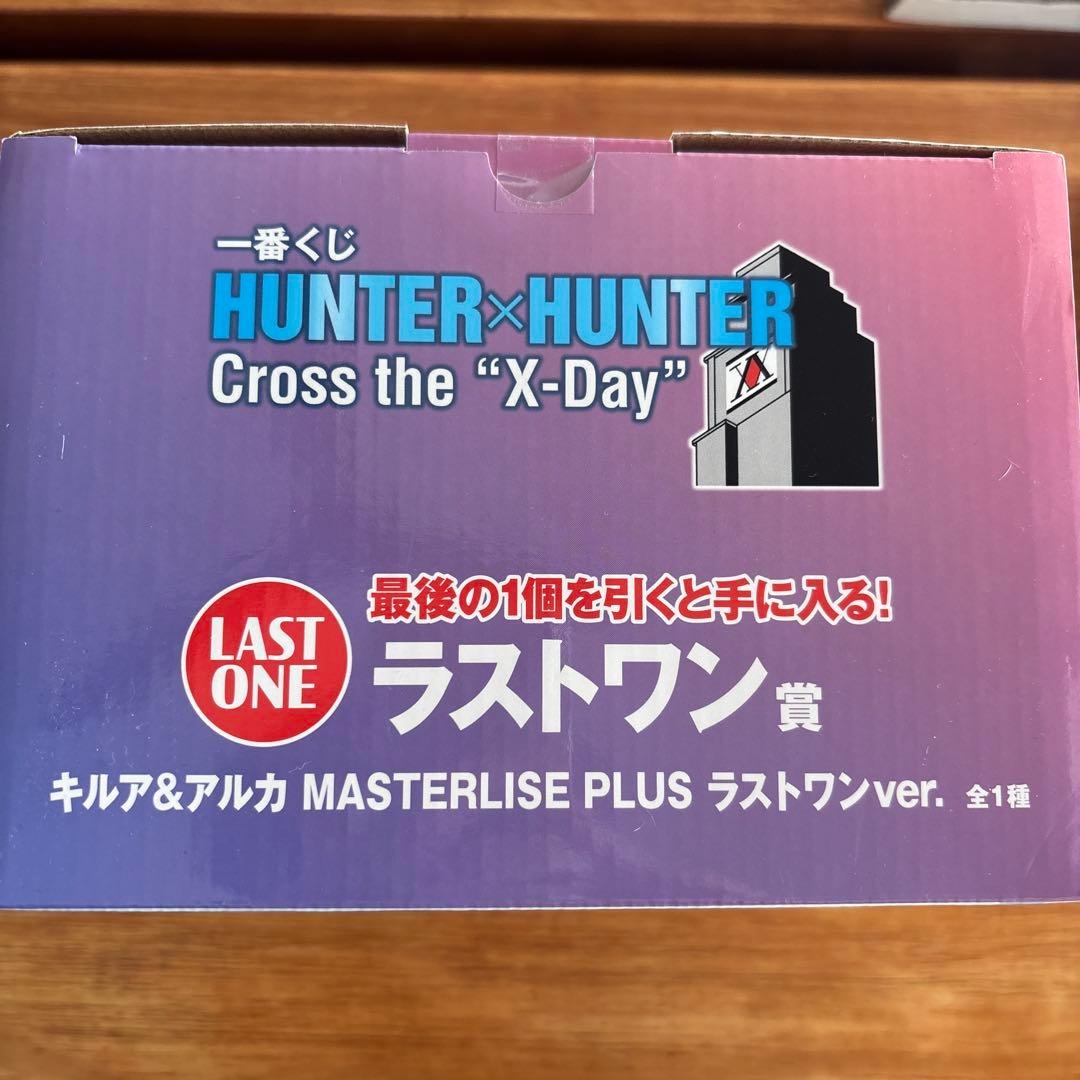 一番くじ
HUNTER×HUNTER
Cross the “X-Day”
LAST
ONE
最後の1個を引くと手に入る!
ラストワン賞
キルア&アルカ MASTERLISE PLUS ラストワンver. 全1種